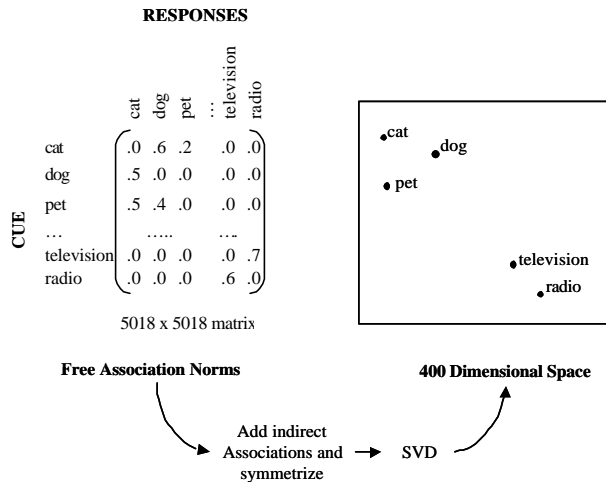 RESPONSES
cat dog pet … television radio
CUE
cat .0 .6 .2 .0 .0
dog .5 .0 .0 .0 .0
pet .5 .4 .0 .0 .0
… ..... ….
television .0 .0 .0 .0 .7
radio .0 .0 .0 .6 .0
5018 x 5018 matrix
cat
dog
pet
television
radio
Free Association Norms
400 Dimensional Space
Add indirect
Associations and
symmetrize
SVD